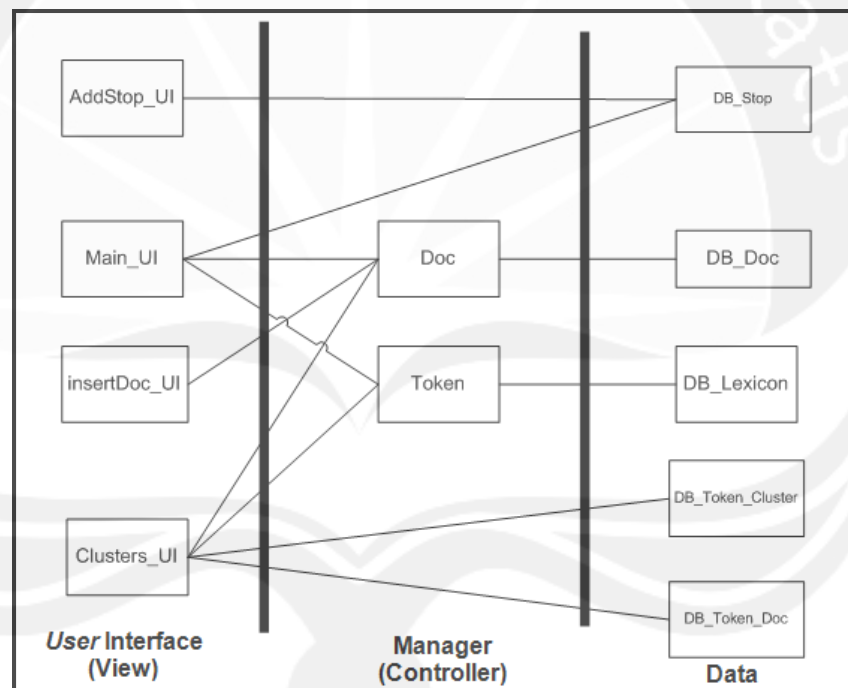 AddStop_UI
DB_Stop
Main_UI
Doc
DB_Doc
insertDoc_UI
Token
DB_Lexicon
DB_Token_Cluster
Clusters_UI
DB_Token_Doc
User Interface
(View)
Manager
(Controller)
Data